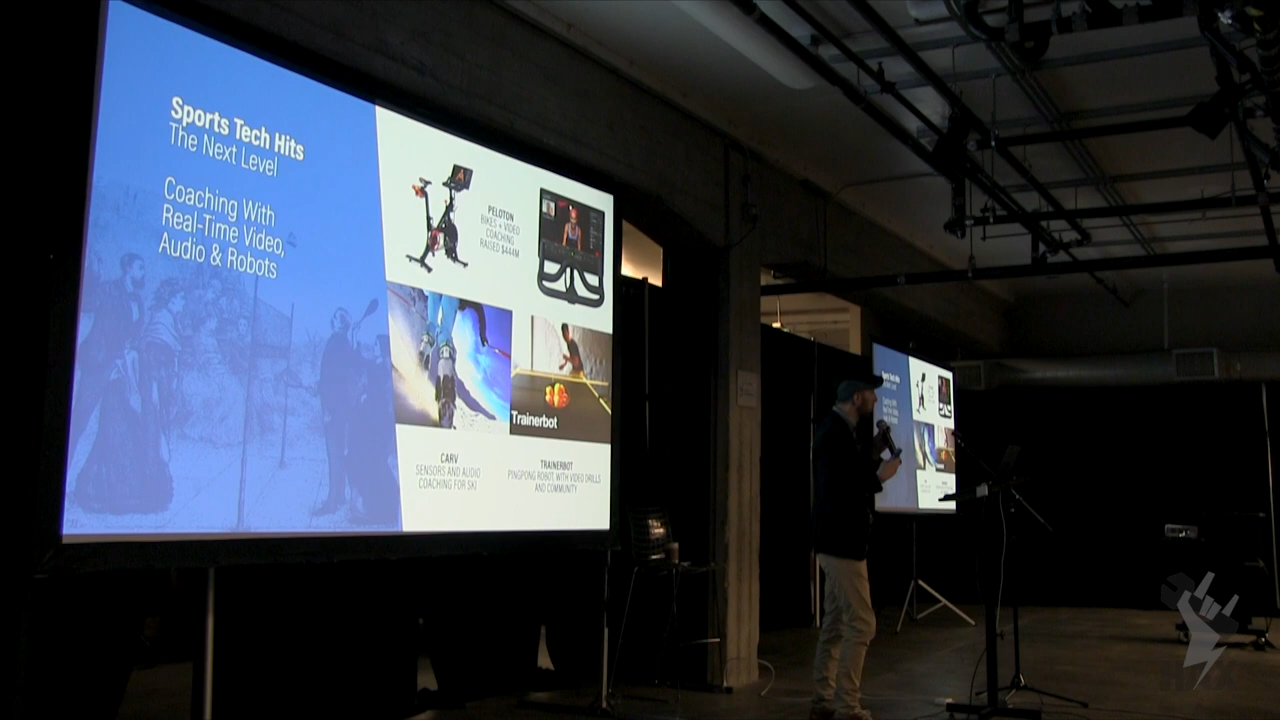 Sports Tech Hits
The Next Level
Coaching With
Real-Time Video,
Audio & Robots
PELOTON
BIKES + VIDEO
COACHING
RAISED $444M
Trainerbot
CARV
SENSORS AND AUDIO
COACHING FOR SKI
TRAINERBOT
PINGPONG ROBOT, WITH VIDEO DRILLS
AND COMMUNITY